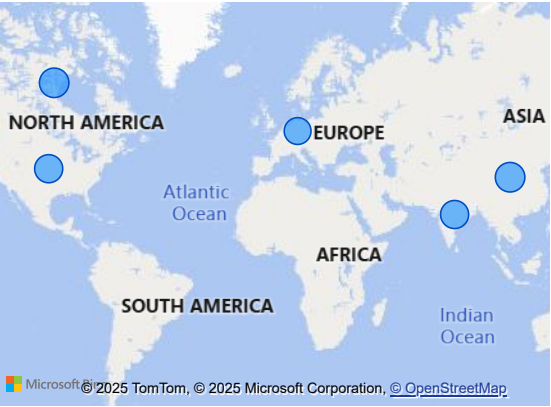 ASIA
NORTH AMERICA
EUROPE
Atlantic
Ocean
AFRICA
SOUTH AMERICA
Indian
Ocean
Microsoft
© 2025 TomTom, © 2025 Microsoft Corporation, © OpenStreetMap